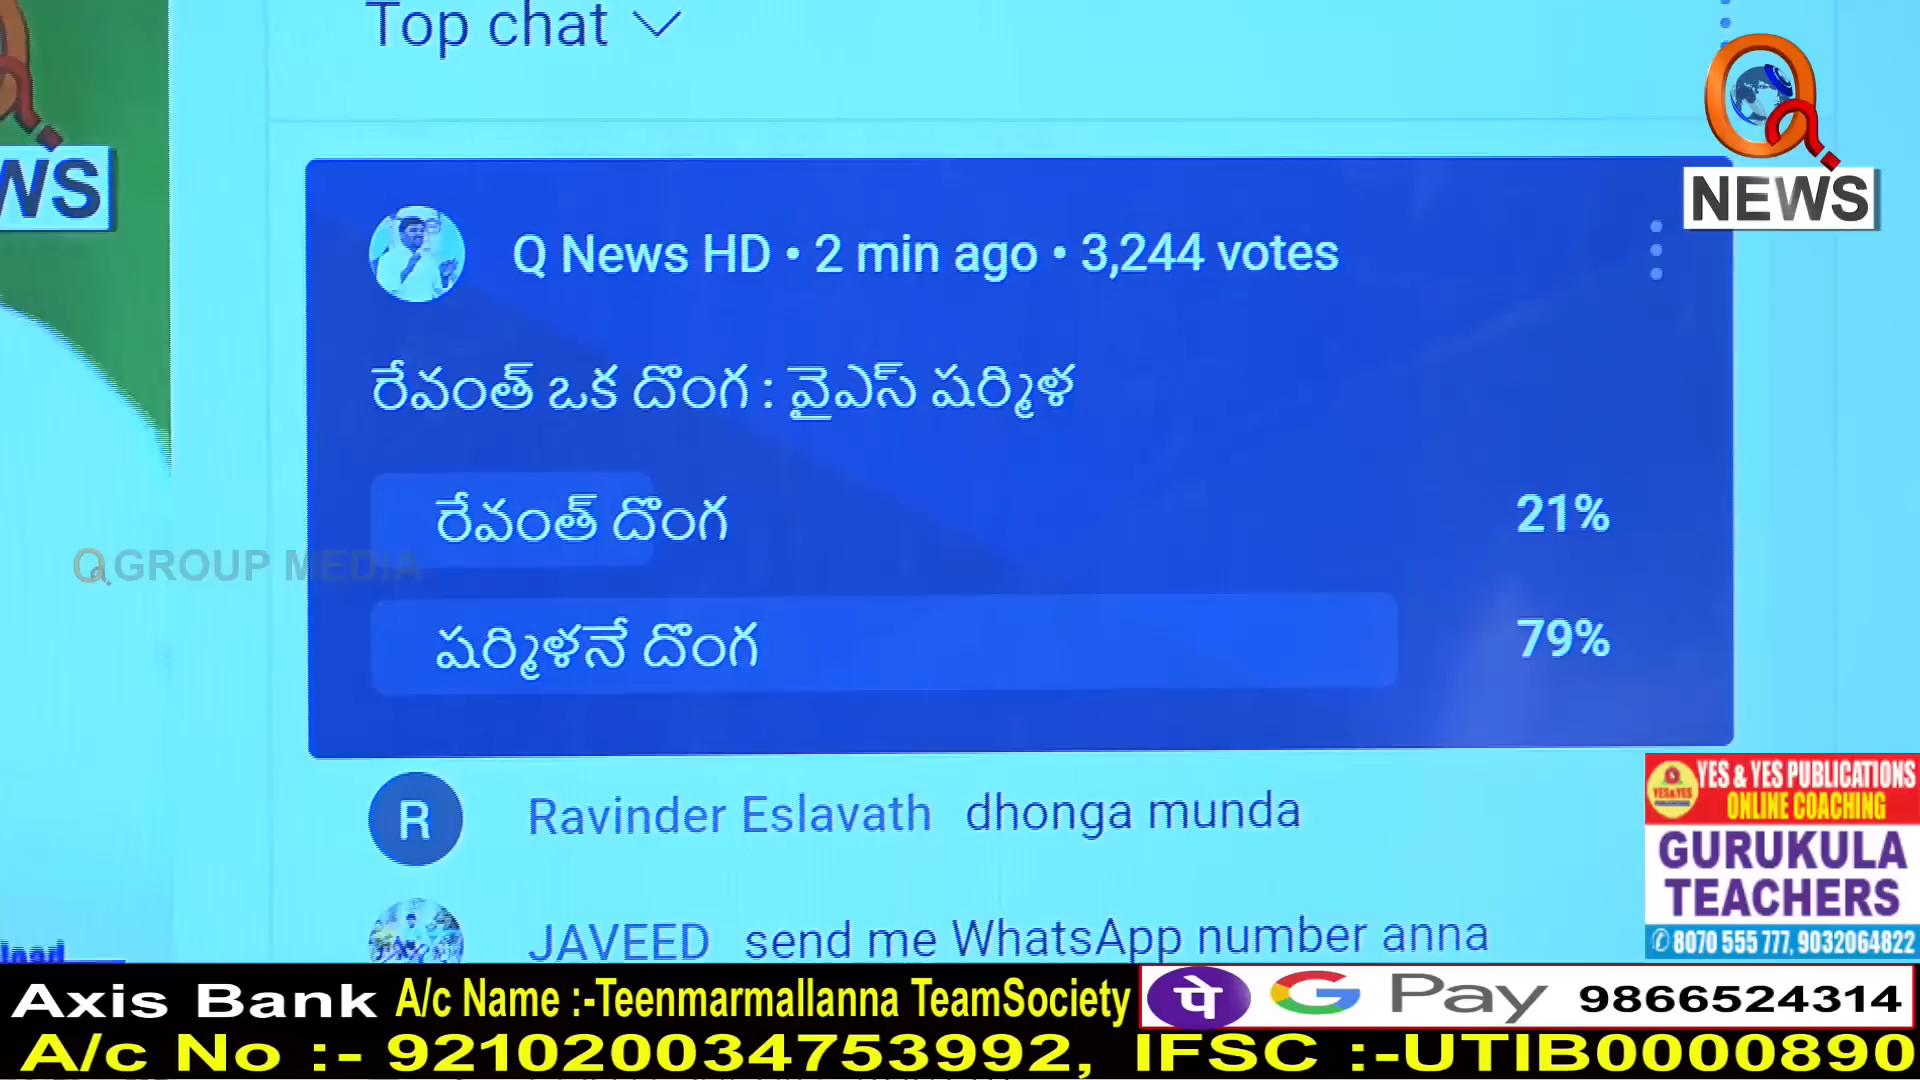 Top chat
NEWS
WS
Q News HD • 2 min ago • 3,244 votes
రేవంత్ ఒక దొంగ : వైఎస్ షర్మిళ
రేవంత్ దొంగ 21%
GROUP MEDIA
షర్మిళనే దొంగ 79%
R Ravinder Eslavath dhonga munda
JAVEED send me WhatsApp number anna
YES & YES PUBLICATIONS
ONLINE COACHING
GURUKULA
TEACHERS
8070 555 777, 9032064822
Axis Bank A/c Name :-Teenmarmallanna TeamSociety
पे G Pay 9866524314
A/c No :- 921020034753992, IFSC :-UTIB0000890